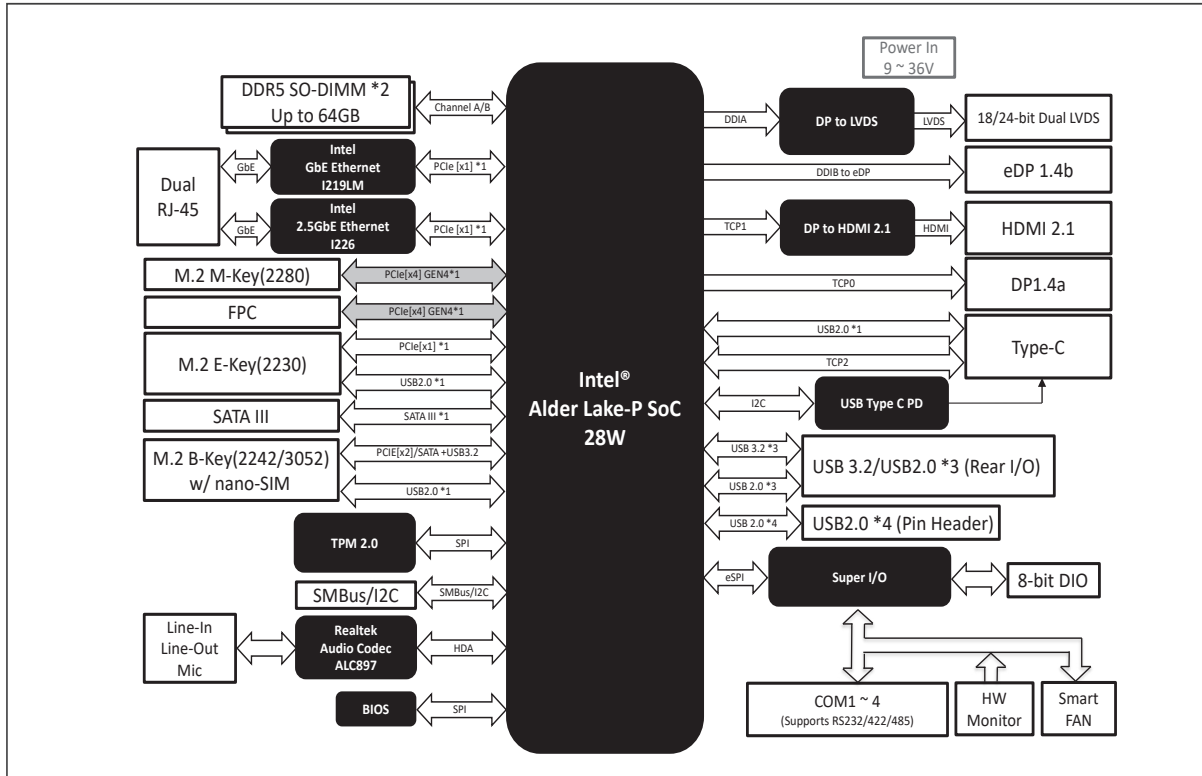 Power In
9 ~ 36V
DDR5 SO-DIMM *2
Up to 64GB
Channel A/B
Dual
RJ-45
GbE
Intel
GbE Ethernet
I219LM
PCIe [x1] *1
GbE
Intel
2.5GbE Ethernet
I226
PCIe [x1] *1
M.2 M-Key(2280)
PCIe[x4] GEN4*1
FPC
PCIe[x4] GEN4*1
M.2 E-Key(2230)
PCIe[x1] *1
USB2.0 *1
SATA III
SATA III *1
M.2 B-Key(2242/3052)
w/ nano-SIM
PCIE[x2]/SATA +USB3.2
USB2.0 *1
TPM 2.0
SPI
SMBus/I2C
SMBus/I2C
Line-In
Line-Out
Mic
Realtek
Audio Codec
ALC897
HDA
BIOS
SPI
Intel®
Alder Lake-P SoC
28W
DDIA
DP to LVDS
LVDS
18/24-bit Dual LVDS
DDIB to eDP
eDP 1.4b
TCP1
DP to HDMI 2.1
HDMI
HDMI 2.1
TCP0
DP1.4a
USB2.0 *1
TCP2
Type-C
I2C
USB Type C PD
USB 3.2 *3
USB 2.0 *3
USB 3.2/USB2.0 *3 (Rear I/O)
USB 2.0 *4
USB2.0 *4 (Pin Header)
eSPI
Super I/O
8-bit DIO
COM1 ~ 4
(Supports RS232/422/485)
HW
Monitor
Smart
FAN